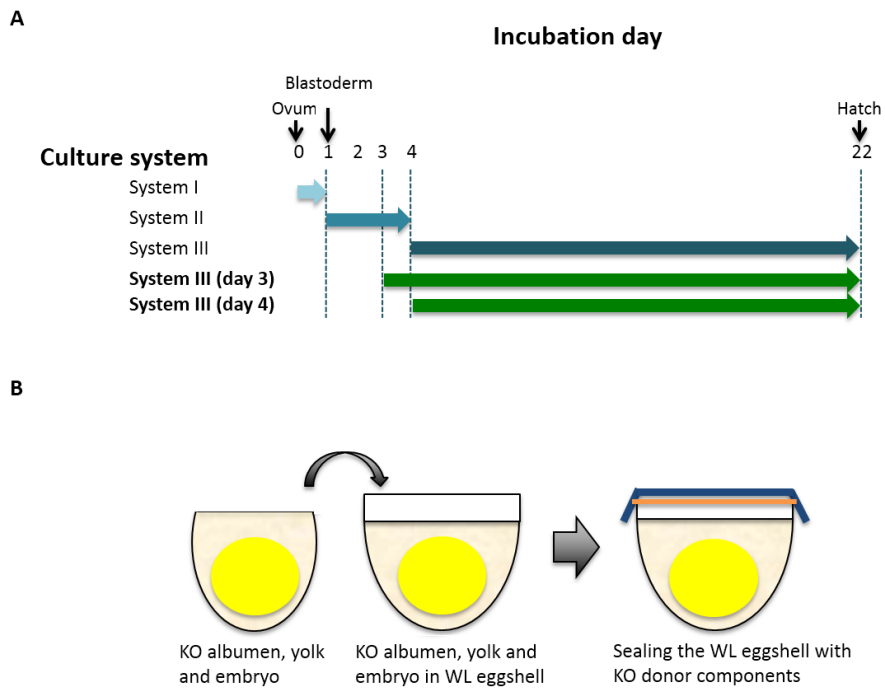 A
Incubation day
Blastoderm
Ovum
Hatch
Culture system
0 1 2 3 4 22
System I
System II
System III
System III (day 3)
System III (day 4)
B
KO albumen, yolk
and embryo
KO albumen, yolk and
embryo in WL eggshell
Sealing the WL eggshell with
KO donor components